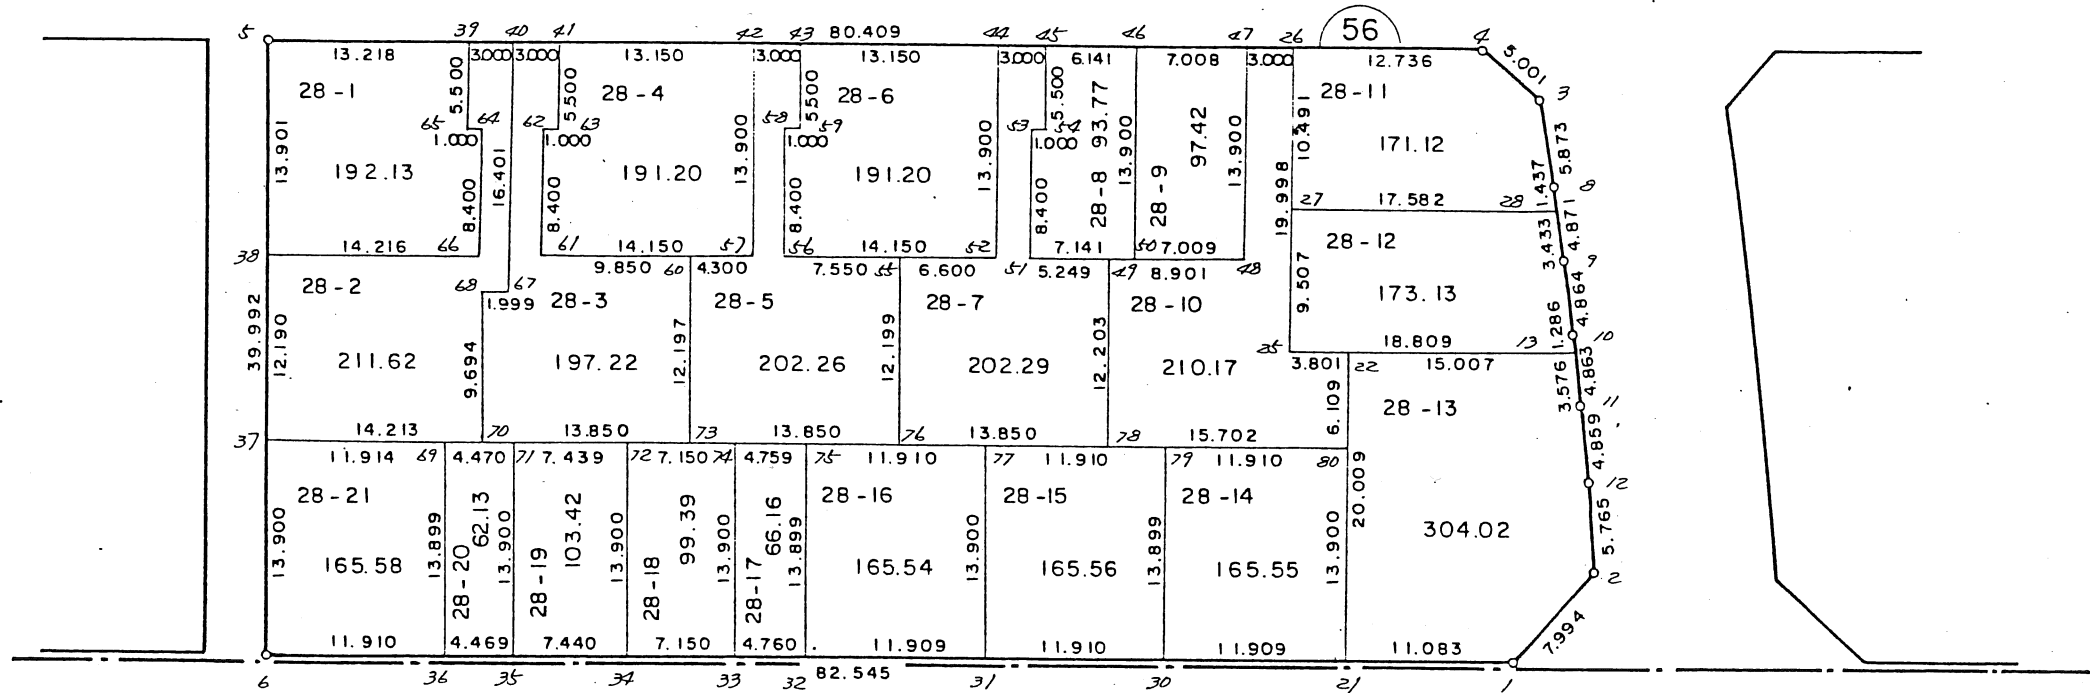 5 39 40 41 42 43 80.409 44 45 46 47 26 56 4
13.218 3.000 3.000 13.150 3.000 13.150 3.000 6.141 7.008 3.000 12.736 5.001
28-1 5.500 5.500 28-4 5.500 28-6 5.500 28-11 3
65 64 62 63 58 59 53 54
1.000 1.000 1.000 1.000
13.901 192.13 16.401 191.20 13.900 191.20 13.900 28-8 93.77 13.900 28-9 97.42 13.900 10.491 171.12 5.873
8.400 8.400 8.400 8.400 19.998 1.437 8
27 17.582 28 4.871
38 14.216 66 61 14.150 57 56 14.150 52 7.141 50 7.009 28-12 3.433
9.850 60 4.300 7.550 55 6.600 51 5.249 49 8.901 48 9
28-2 68 67 1.999 28-3 28-5 28-7 28-10 9.507 173.13 4.864
39.992 12.190 211.62 9.694 197.22 12.197 202.26 12.199 202.29 12.203 210.17 1.286 10
25 18.809 13
3.801 22 15.007 4.863
6.109 28-13 3.576 11
37 14.213 70 13.850 73 13.850 76 13.850 78 15.702
11.914 69 4.470 71 7.439 72 7.150 74 4.759 75 11.910 77 11.910 79 11.910 80 4.859
28-21 28-16 28-15 28-14 20.009 12
13.900 165.58 13.899 28-20 62.13 13.900 28-19 103.42 13.900 28-18 99.39 13.900 28-17 66.16 13.899 165.54 13.900 165.56 13.899 165.55 13.900 304.02 5.765
2
11.910 4.469 7.440 7.150 4.760 11.909 11.910 11.909 11.083 7.994
6 36 35 34 33 32 82.545 31 30 21 1